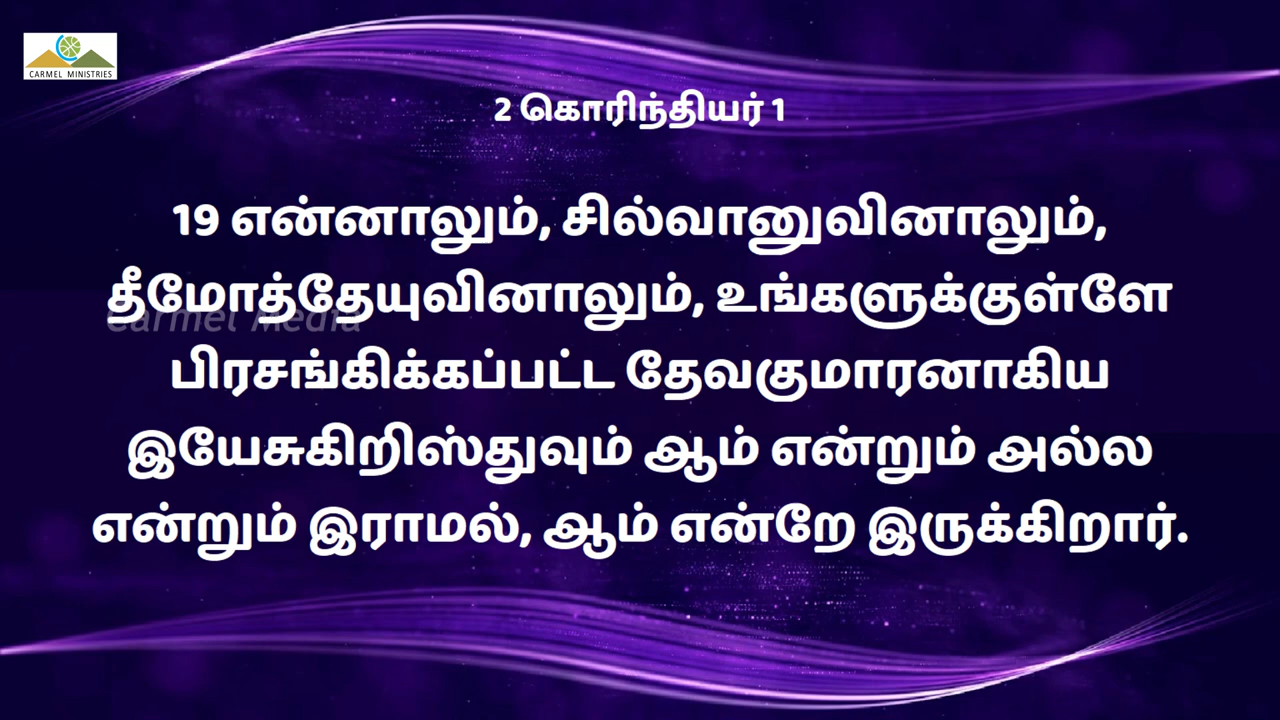 CARMEL MINISTRIES
2 கொரிந்தியர் 1
19 என்னாலும், சில்வானுவினாலும்,
தீமோத்தேயுவினாலும், உங்களுக்குள்ளே
Carmel Media
பிரசங்கிக்கப்பட்ட தேவகுமாரனாகிய
இயேசுகிறிஸ்துவும் ஆம் என்றும் அல்ல
என்றும் இராமல், ஆம் என்றே இருக்கிறார்.